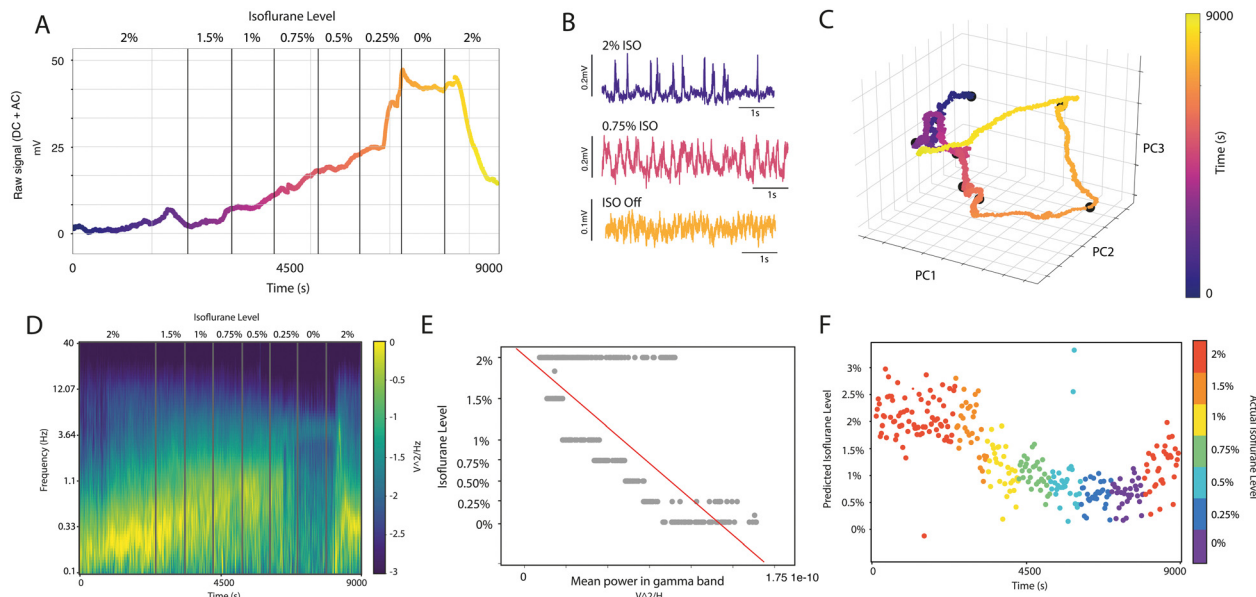 A
Isoflurane Level
2% 1.5% 1% 0.75% 0.5% 0.25% 0% 2%
Raw signal (DC + AC)
mV
50
25
0
0 4500 9000
Time (s)
B
2% ISO
0.2mV
1s
0.75% ISO
0.2mV
1s
ISO Off
0.1mV
1s
C
PC1
PC2
PC3
9000
Time (s)
0
D
Isoflurane Level
2% 1.5% 1% 0.75% 0.5% 0.25% 0% 2%
Frequency (Hz)
40
12.07
3.64
1.1
0.33
0.1
0 4500 9000
Time (s)
0
-0.5
-1
-1.5
-2
-2.5
-3
V^2/Hz
E
Isoflurane Level
2%
1.5%
1%
0.75%
0.50%
0.25%
0%
0 1.75 1e-10
Mean power in gamma band
V^2/H
F
Predicted Isoflurane Level
3%
2.5%
2%
1.5%
1%
0.5%
0%
0 4500 9000
Time (s)
2%
1.5%
1%
0.75%
0.5%
0.25%
0%
Actual Isoflurane Level